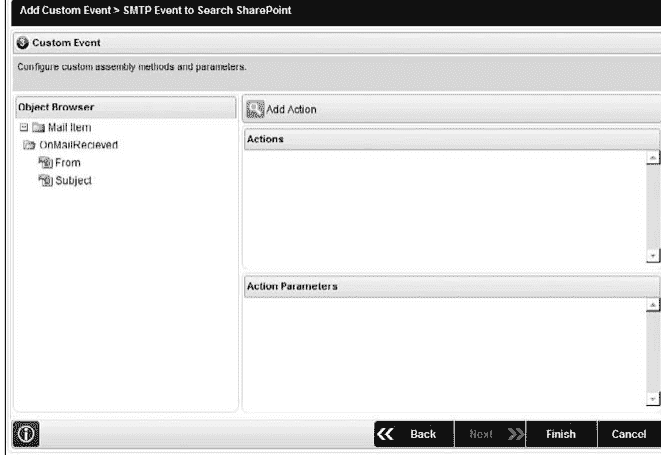 Add Custom Event > SMTP Event to Search SharePoint
3 Custom Event
Configure custom assembly methods and parameters.
Object Browser
Mail Item
OnMailRecieved
From
Subject
Add Action
Actions
Action Parameters
Back
Next
Finish
Cancel